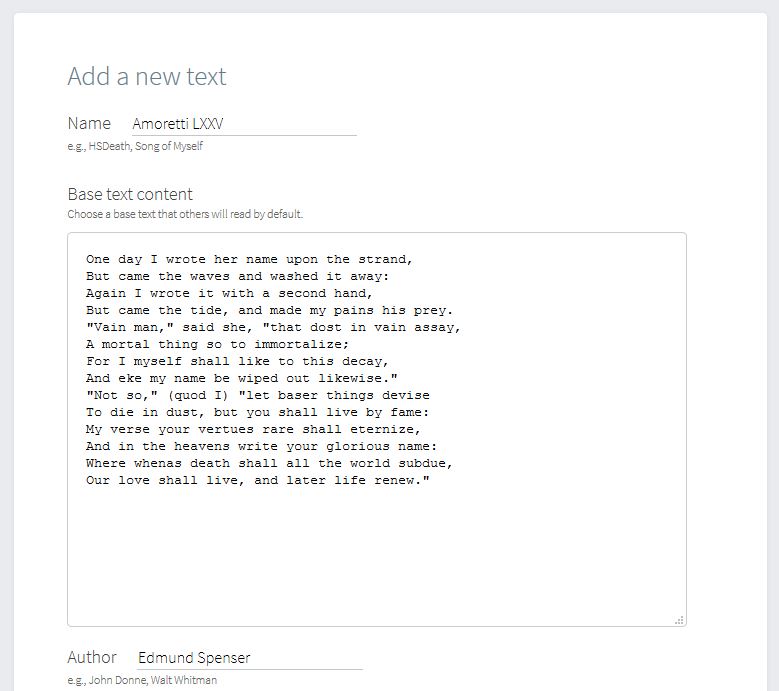 Add a new text
Name Amoretti LXXV
e.g., HSDeath, Song of Myself
Base text content
Choose a base text that others will read by default.
One day I wrote her name upon the strand,
But came the waves and washed it away:
Again I wrote it with a second hand,
But came the tide, and made my pains his prey.
"Vain man," said she, "that dost in vain assay,
A mortal thing so to immortalize;
For I myself shall like to this decay,
And eke my name be wiped out likewise."
"Not so," (quod I) "let baser things devise
To die in dust, but you shall live by fame:
My verse your vertues rare shall eternize,
And in the heavens write your glorious name:
Where whenas death shall all the world subdue,
Our love shall live, and later life renew."
Author Edmund Spenser
e.g., John Donne, Walt Whitman